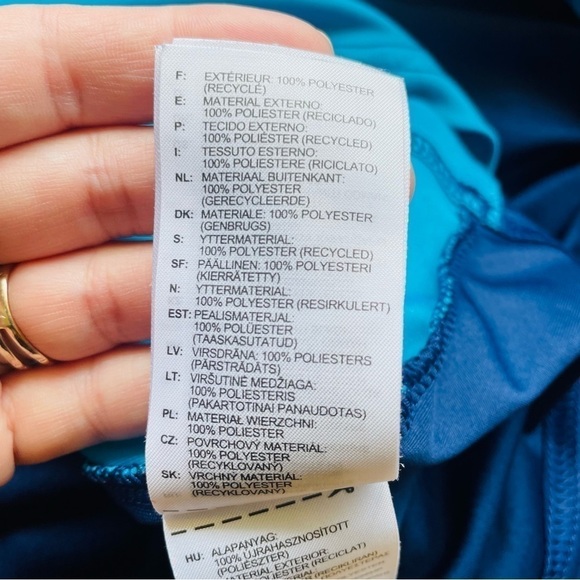 F: EXTÉRIEUR: 100% POLYESTER
(RECYCLÉ)
E: MATERIAL EXTERNO:
100% POLIESTER (RECICLADO)
P: TECIDO EXTERNO:
100% POLIÉSTER (RECYCLED)
I: TESSUTO ESTERNO:
100% POLIESTERE (RICICLATO)
NL: MATERIAAL BUITENKANT:
100% POLYESTER
(GERECYCLEERDE)
DK: MATERIALE: 100% POLYESTER
(GENBRUGS)
S: YTTERMATERIAL:
100% POLYESTER (RECYCLED)
SF: PÄÄLLINEN: 100% POLYESTERI
(KIERRÄTETTY)
N: YTTERMATERIAL:
100% POLYESTER (RESIRKULERT)
EST: PEALISMATERJAL:
100% POLÜESTER
(TAASKASUTATUD)
LV: VIRSDRĀNA: 100% POLIESTERS
(PĀRSTRĀDĀTS)
LT: VIRŠUTINĖ MEDŽIAGA:
100% POLIESTERIS
(PAKARTOTINAI PANAUDOTAS)
PL: MATERIAŁ WIERZCHNI:
100% POLIESTER
CZ: POVRCHOVÝ MATERIÁL:
100% POLYESTER
(RECYKLOVANÝ)
SK: VRCHNÝ MATERIÁL:
100% POLYESTER
(RECYKLOVANÝ)
HU: ALAPANYAG:
100% ÚJRAHASZNOSÍTOTT
(POLIÉSZTER)
MATERIAL EXTERIOR: